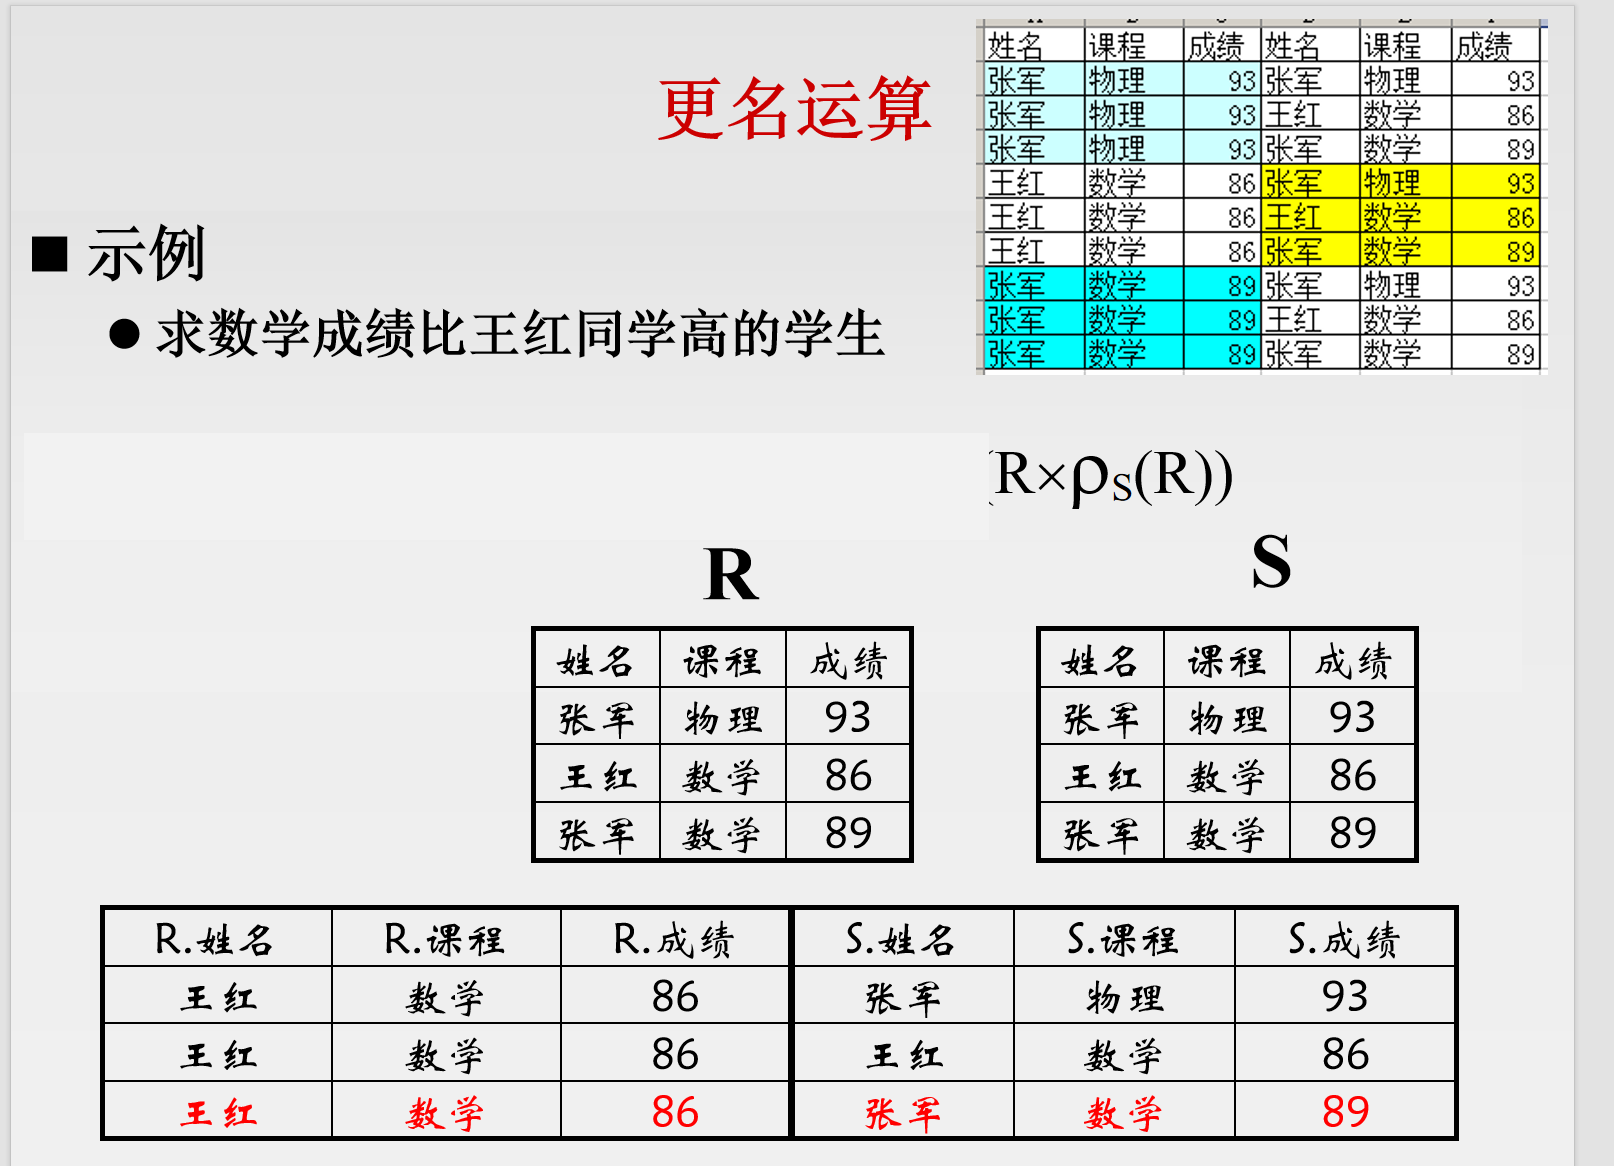 更名运算
姓名 课程 成绩 姓名 课程 成绩
张军 物理 93 张军 物理 93
张军 物理 93 王红 数学 86
张军 物理 93 张军 数学 89
王红 数学 86 张军 物理 93
王红 数学 86 王红 数学 86
王红 数学 86 张军 数学 89
张军 数学 89 张军 物理 93
张军 数学 89 王红 数学 86
张军 数学 89 张军 数学 89
■ 示例
● 求数学成绩比王红同学高的学生
(R×ρS(R))
R
姓名 课程 成绩
张军 物理 93
王红 数学 86
张军 数学 89
S
姓名 课程 成绩
张军 物理 93
王红 数学 86
张军 数学 89
R.姓名 R.课程 R.成绩 S.姓名 S.课程 S.成绩
王红 数学 86 张军 物理 93
王红 数学 86 王红 数学 86
王红 数学 86 张军 数学 89